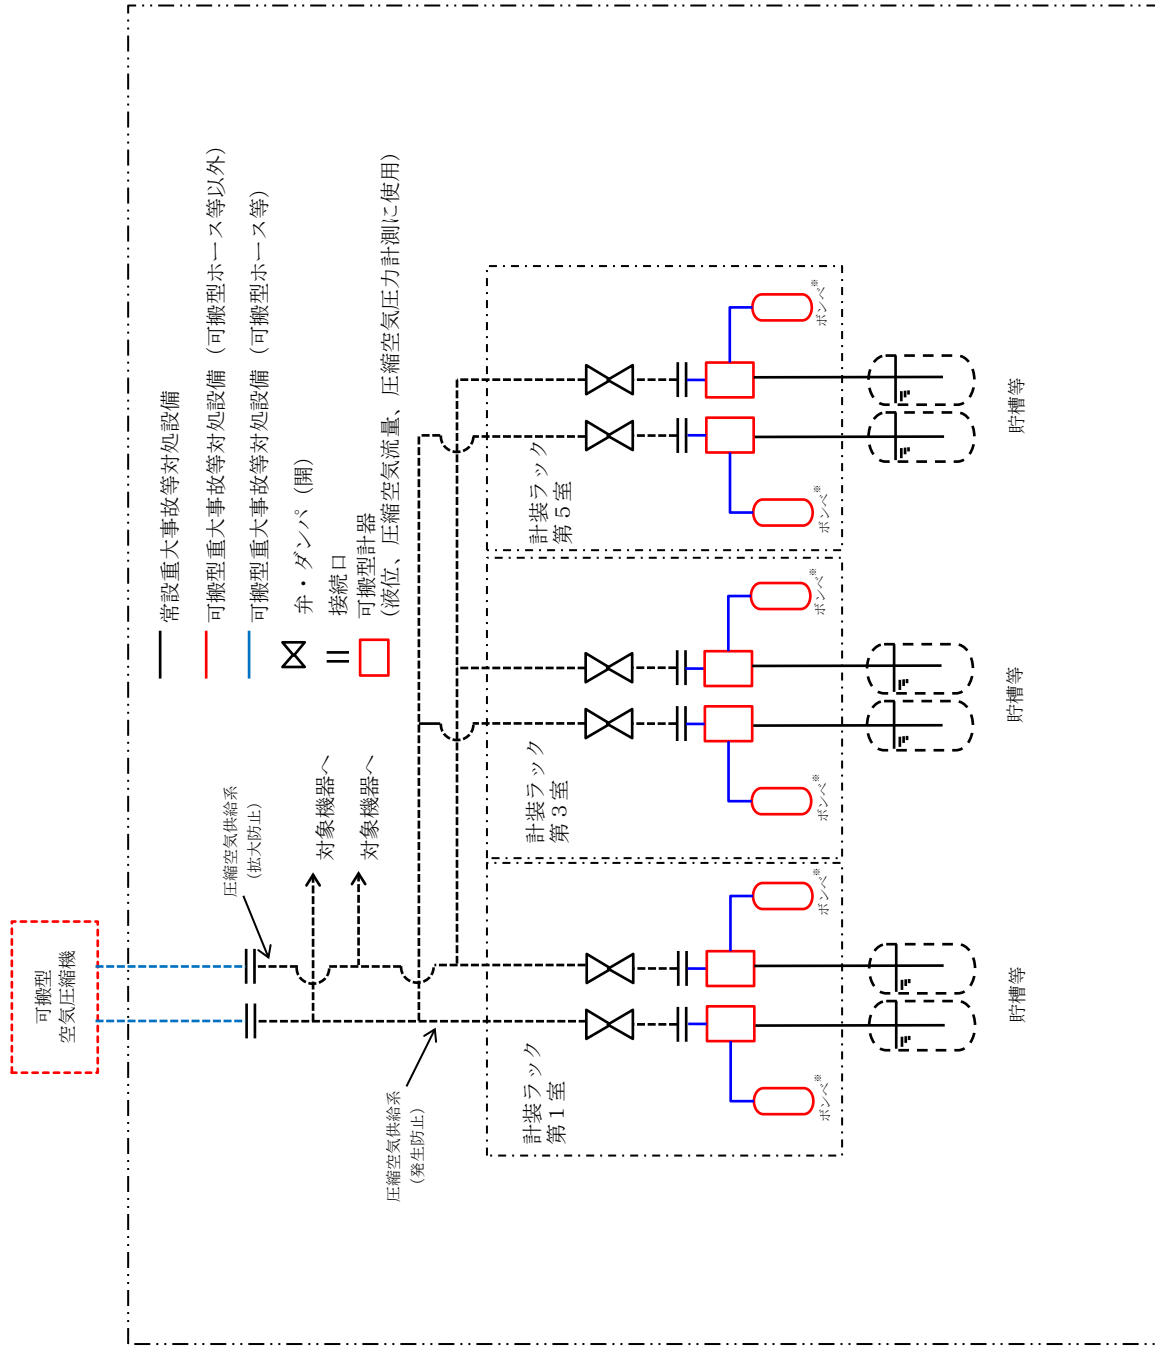 可搬型
空気圧縮機
常設重大事故等対処設備
可搬型重大事故等対処設備（可搬型ホース等以外）
可搬型重大事故等対処設備（可搬型ホース等）
弁・ダンパ（開）
接続口
可搬型計器
（液位、圧縮空気流量、圧縮空気圧力計測に使用）
圧縮空気供給系
（拡大防止）
対象機器へ
対象機器へ
圧縮空気供給系
（発生防止）
計装ラック
第１室
ボンベ※
ボンベ※
貯槽等
計装ラック
第３室
ボンベ※
ボンベ※
貯槽等
計装ラック
第５室
ボンベ※
ボンベ※
貯槽等